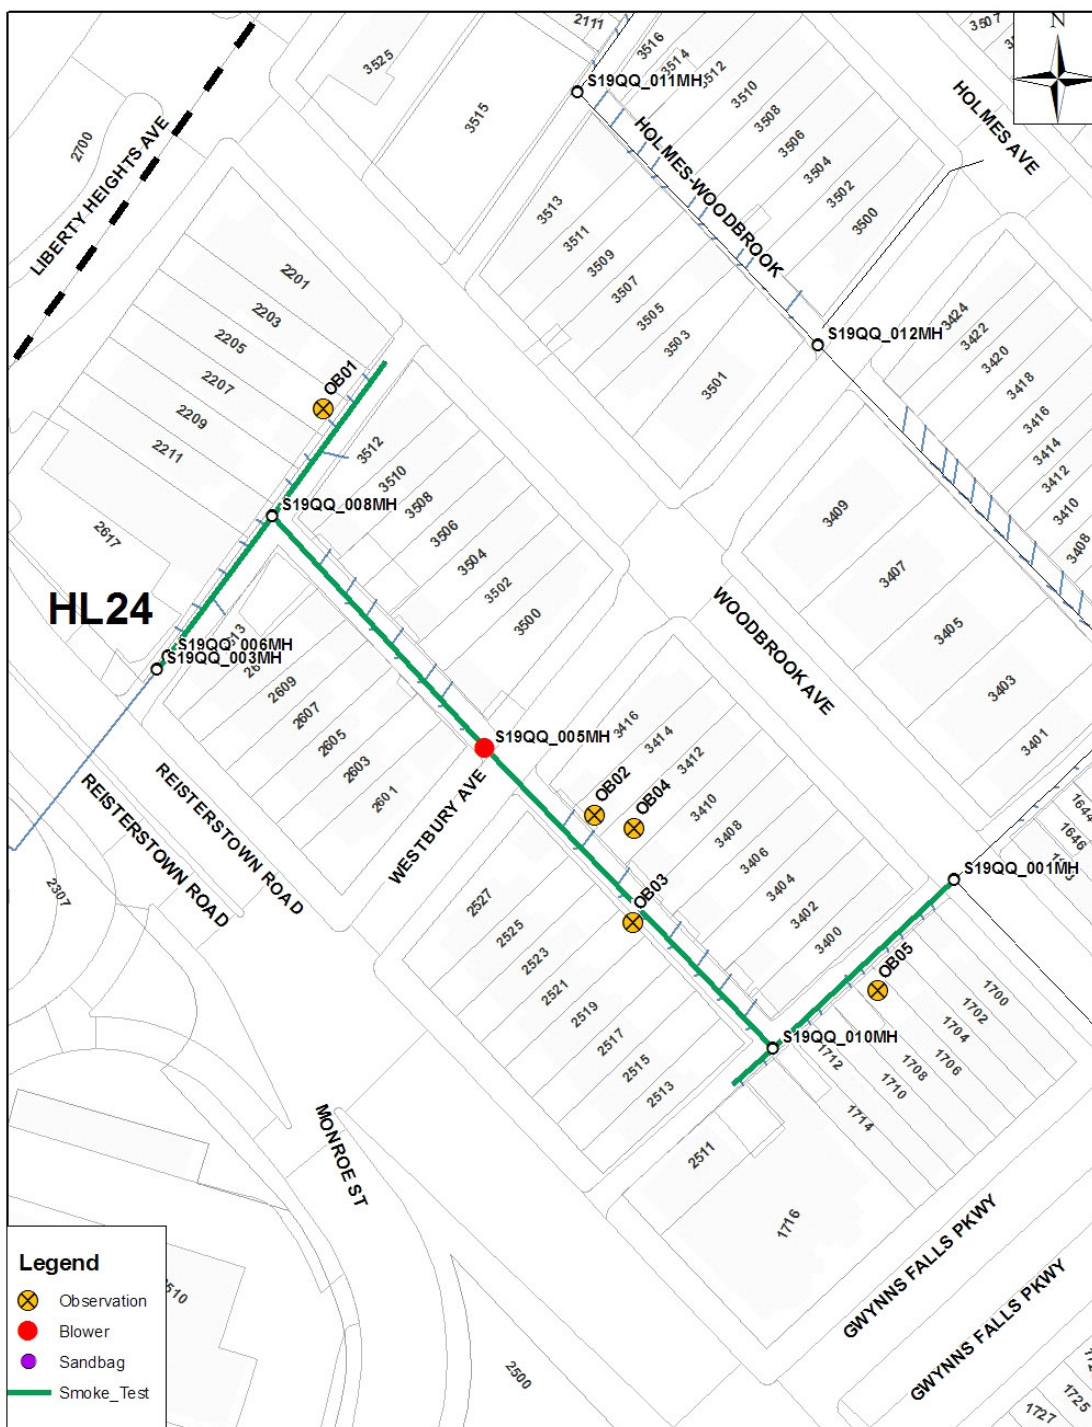 N
2111
3507
3525
3516
3514
3512
3510
3508
3506
3504
3502
3500
S19QQ_011MH
HOLMES-WOODBROOK
HOLMES AVE
3515
2700
LIBERTY HEIGHTS AVE
3513
3511
3509
3507
3505
3503
3501
2201
2203
2205
2207
2209
2211
2617
OB01
S19QQ_012MH
3424
3422
3420
3418
3416
3414
3412
3410
3408
3512
3510
3508
3506
3504
3502
3500
S19QQ_008MH
3409
3407
3405
3403
3401
HL24
S19QQ_006MH
S19QQ_003MH
2609
2607
2605
2603
2601
WOODBROOK AVE
S19QQ_005MH
3416
3414
3412
3410
3408
3406
3404
3402
3400
OB02
OB04
OB03
REISTERSTOWN ROAD
REISTERSTOWN ROAD
WESTBURY AVE
2307
1644
1646
S19QQ_001MH
OB05
2527
2525
2523
2521
2519
2517
2515
2513
2511
1700
1702
1704
1706
1708
1710
1712
1714
1716
S19QQ_010MH
MONROE ST
GWYNNS FALLS PKWY
GWYNNS FALLS PKWY
2500
1725
1727
Legend
Observation
Blower
Sandbag
Smoke_Test